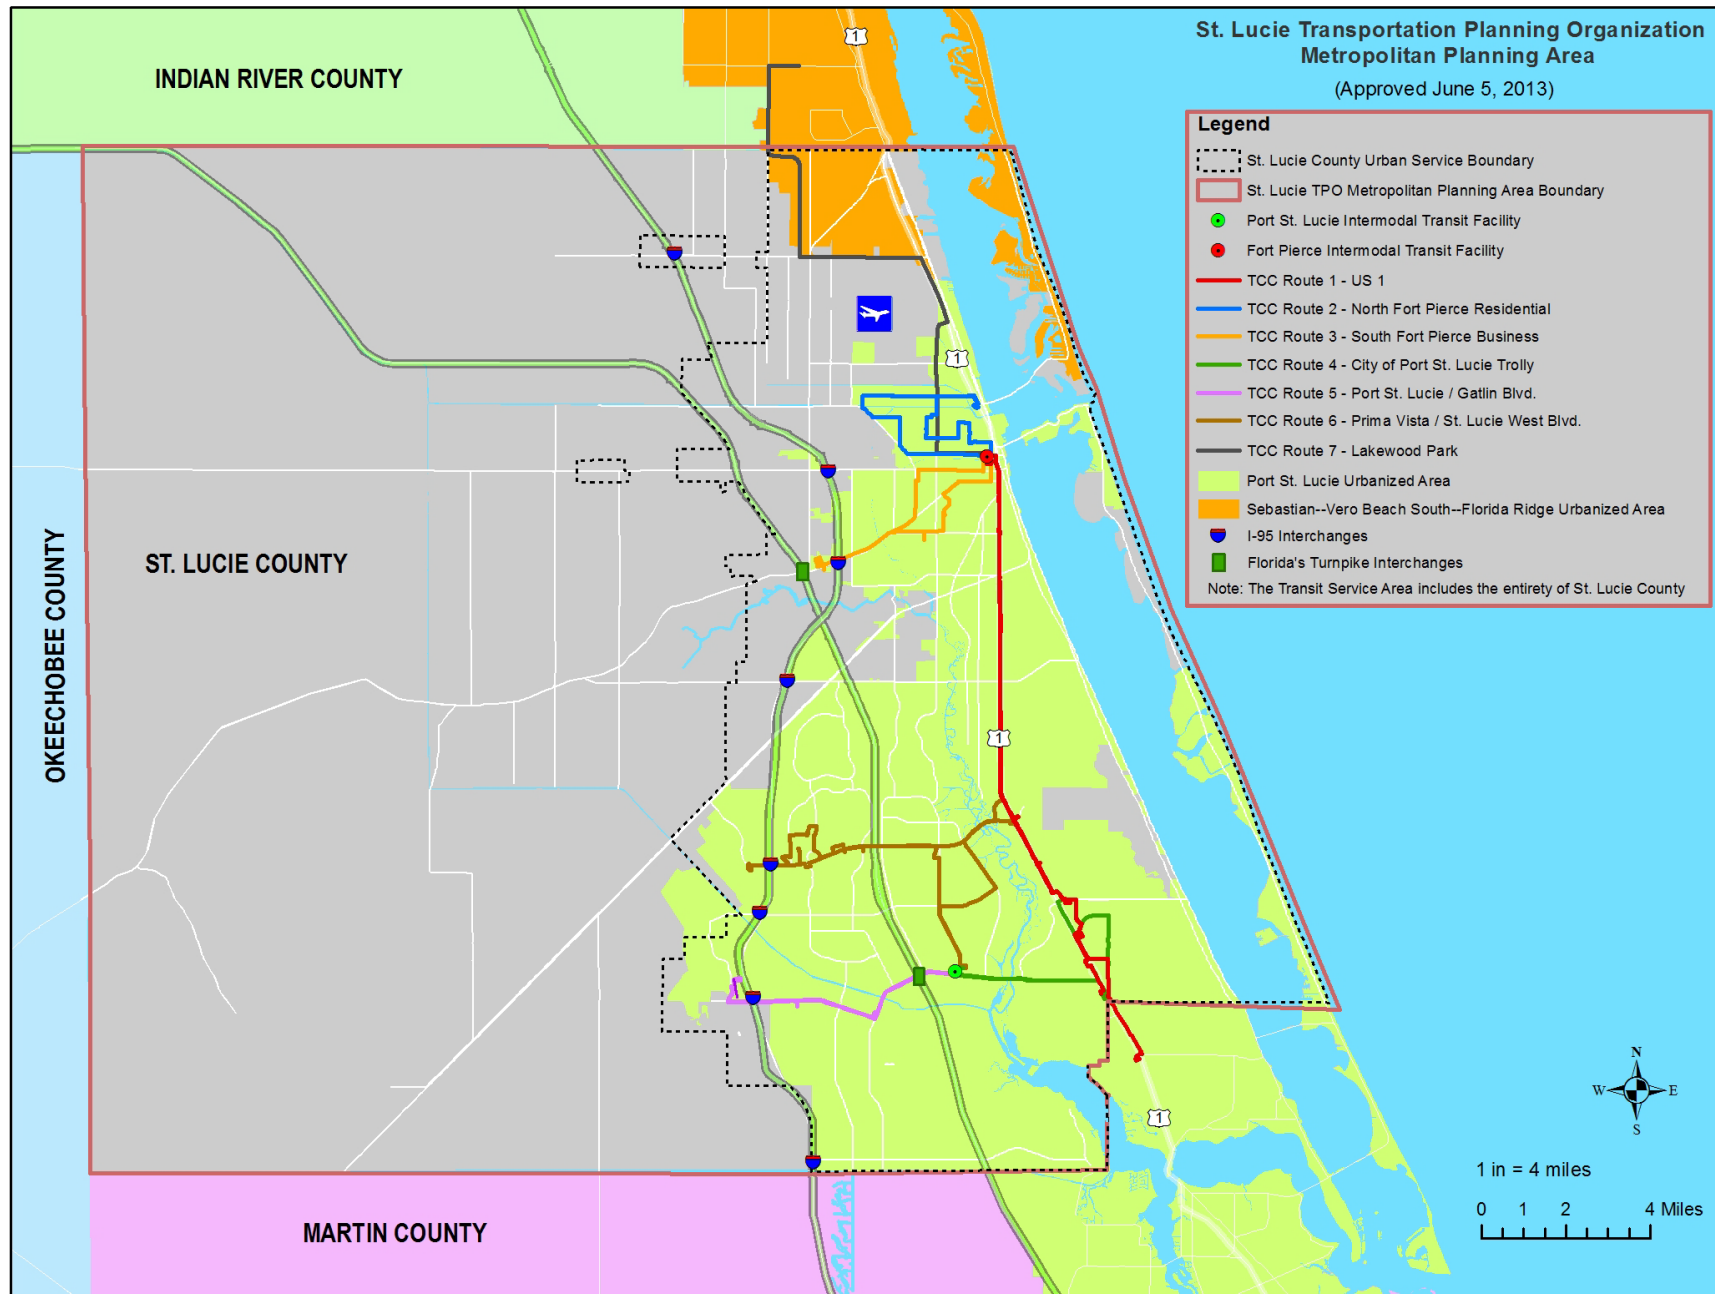 St. Lucie Transportation Planning Organization
Metropolitan Planning Area
(Approved June 5, 2013)
Legend
St. Lucie County Urban Service Boundary
St. Lucie TPO Metropolitan Planning Area Boundary
Port St. Lucie Intermodal Transit Facility
Fort Pierce Intermodal Transit Facility
TCC Route 1 - US 1
TCC Route 2 - North Fort Pierce Residential
TCC Route 3 - South Fort Pierce Business
TCC Route 4 - City of Port St. Lucie Trolly
TCC Route 5 - Port St. Lucie / Gatlin Blvd.
TCC Route 6 - Prima Vista / St. Lucie West Blvd.
TCC Route 7 - Lakewood Park
Port St. Lucie Urbanized Area
Sebastian--Vero Beach South--Florida Ridge Urbanized Area
I-95 Interchanges
Florida's Turnpike Interchanges
Note: The Transit Service Area includes the entirety of St. Lucie County
INDIAN RIVER COUNTY
1
1
OKEECHOBEE COUNTY
ST. LUCIE COUNTY
1
1
MARTIN COUNTY
N
W
E
S
1 in = 4 miles
0 1 2 4 Miles